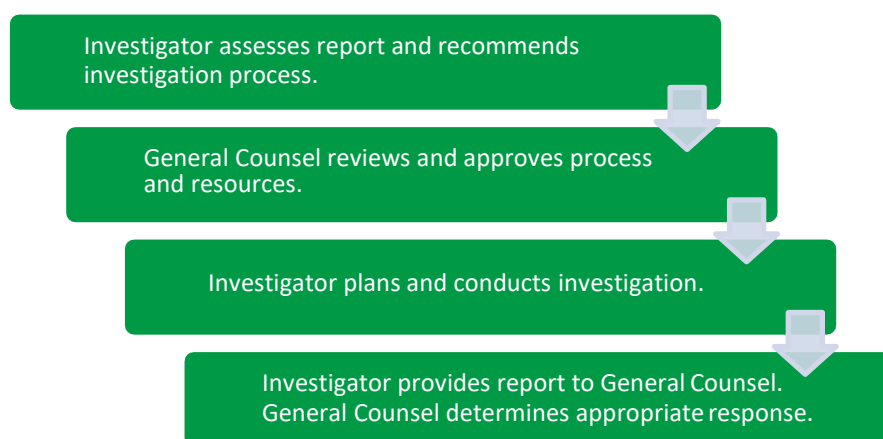 Investigator assesses report and recommends
investigation process.
General Counsel reviews and approves process
and resources.
Investigator plans and conducts investigation.
Investigator provides report to General Counsel.
General Counsel determines appropriate response.